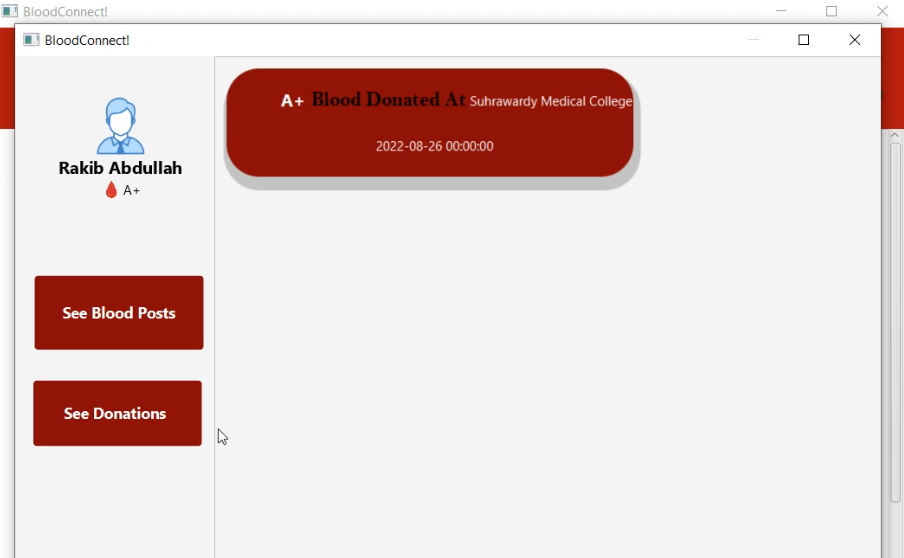 BloodConnect!
BloodConnect!
Rakib Abdullah
A+
See Blood Posts
See Donations
A+ Blood Donated At Suhrawardy Medical College
2022-08-26 00:00:00